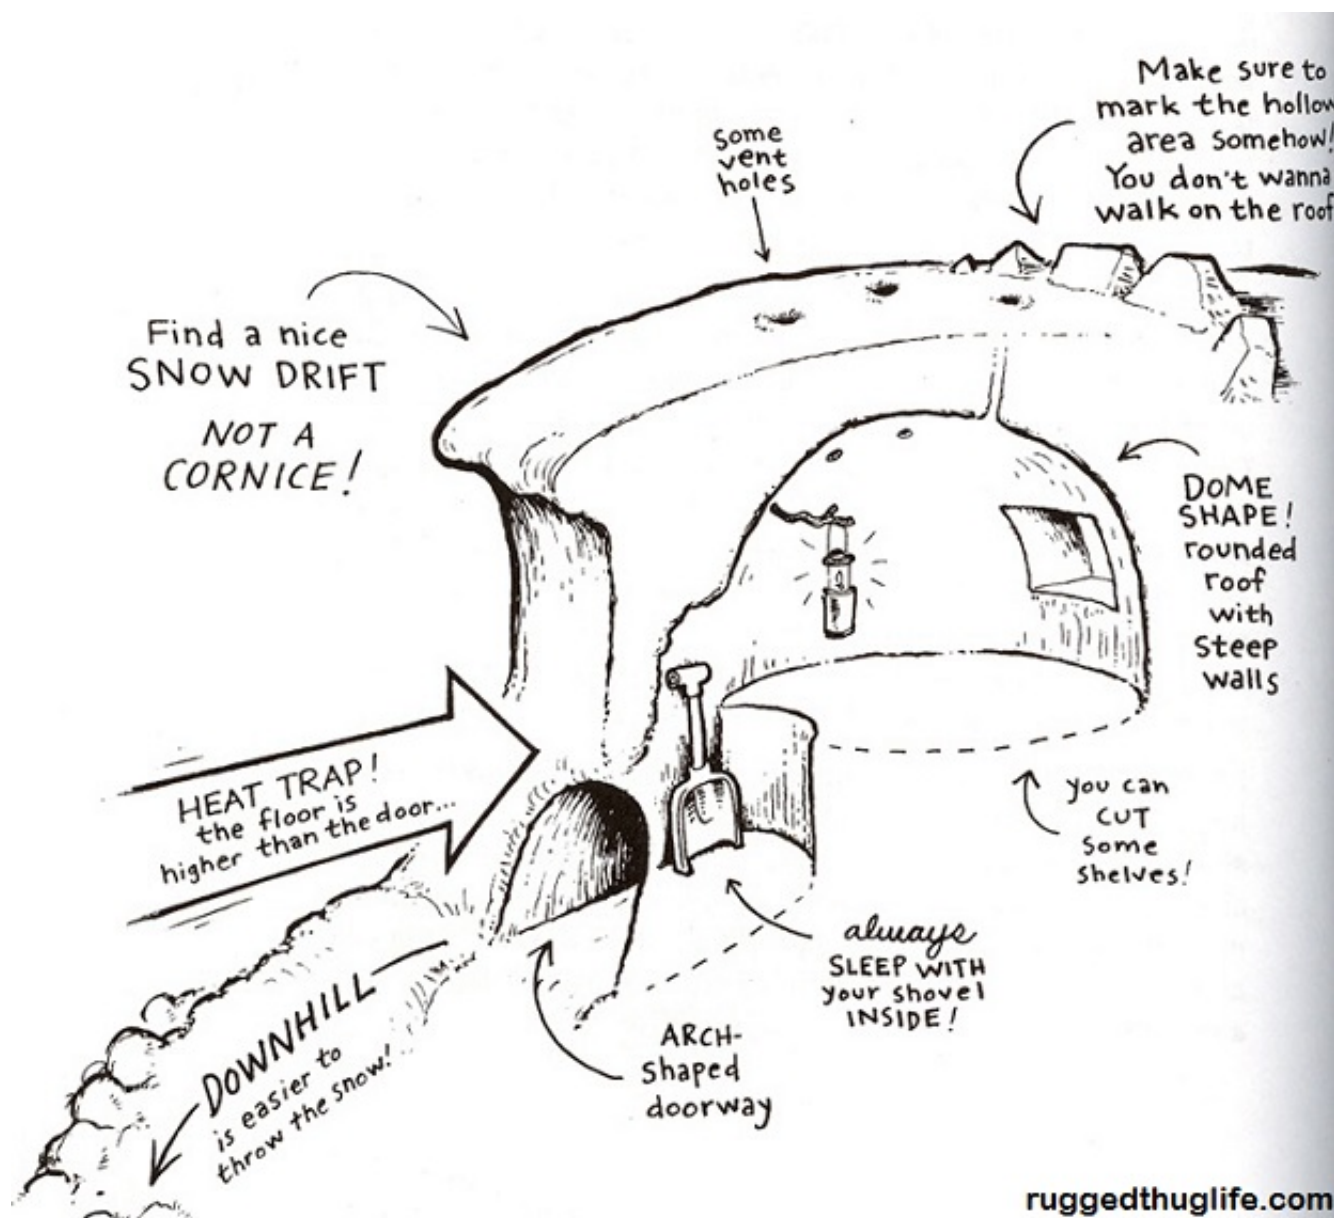 Make sure to
mark the hollow
area somehow!
You don't wanna
walk on the roof
some
vent
holes
Find a nice
SNOW DRIFT
NOT A
CORNICE!
DOME
SHAPE!
rounded
roof
with
steep
walls
HEAT TRAP!
the floor is
higher than the door...
you can
CUT
some
shelves!
always
SLEEP WITH
your shovel
INSIDE!
ARCH-
shaped
doorway
DOWNHILL
is easier to
throw the snow!
ruggedthuglife.com